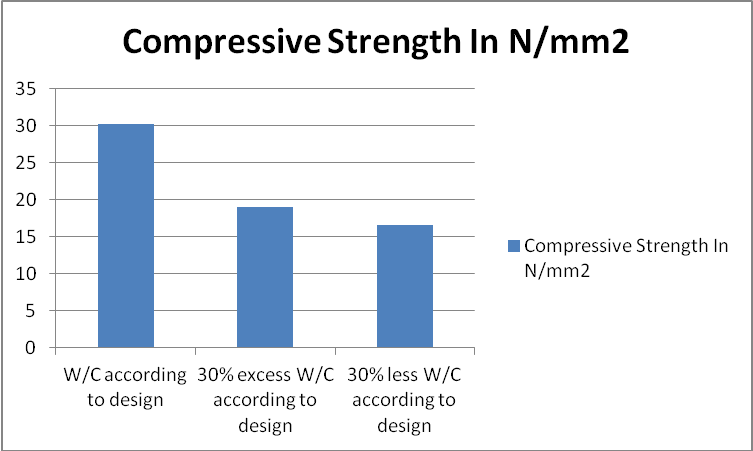 Compressive Strength In N/mm2
35
30
25
20
15
10
5
0
W/C according
to design
30% excess W/C
according to
design
30% less W/C
according to
design
Compressive Strength In
N/mm2